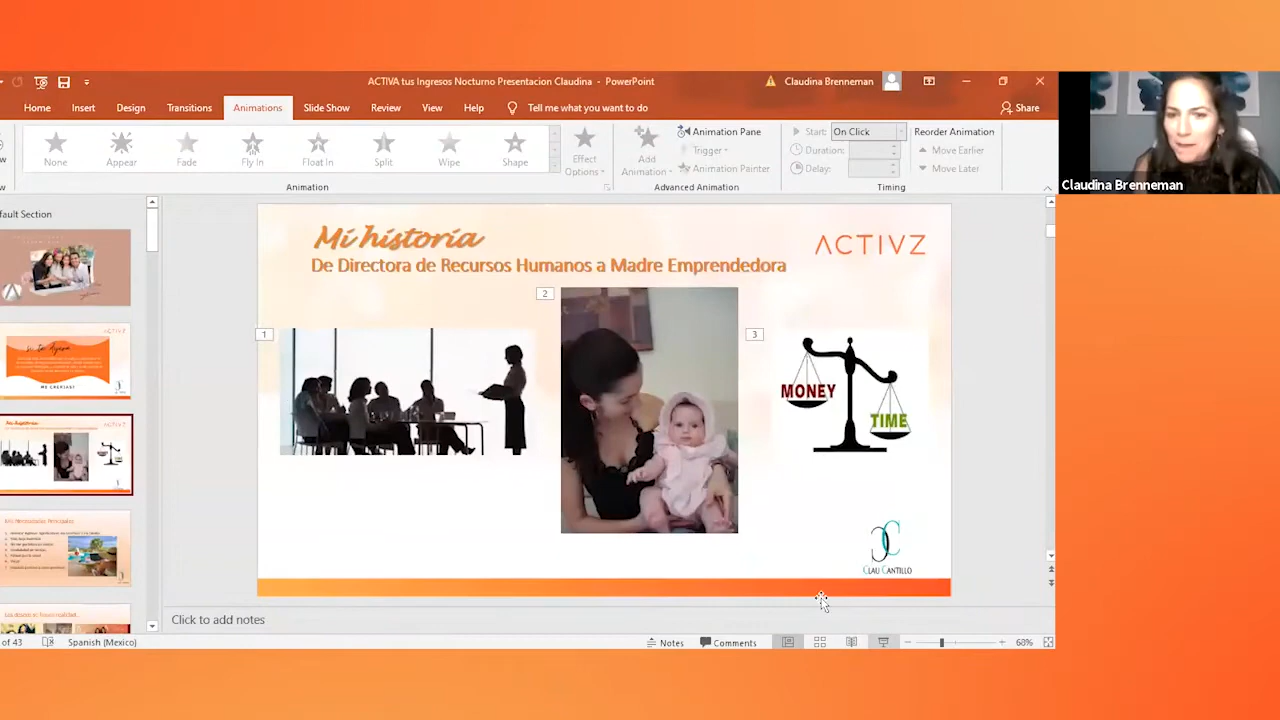 ACTIVA tus Ingresos Nocturno Presentacion Claudina - PowerPoint
Claudina Brenneman
Home Insert Design Transitions Animations Slide Show Review View Help Tell me what you want to do
Share
None Appear Fade Fly In Float In Split Wipe Shape
Effect
Options
Add
Animation
Animation Pane
Trigger
Animation Painter
Start: On Click
Duration:
Delay:
Reorder Animation
Move Earlier
Move Later
Animation Advanced Animation Timing
Claudina Brenneman
fault Section
ME CREERÍAS?
Mi historia
De Directora de Recursos Humanos a Madre Emprendedora
ACTIVZ
1
2
3
MONEY
TIME
CLAU CANTILLO
Click to add notes
of 43 Spanish (Mexico)
Notes Comments 68%